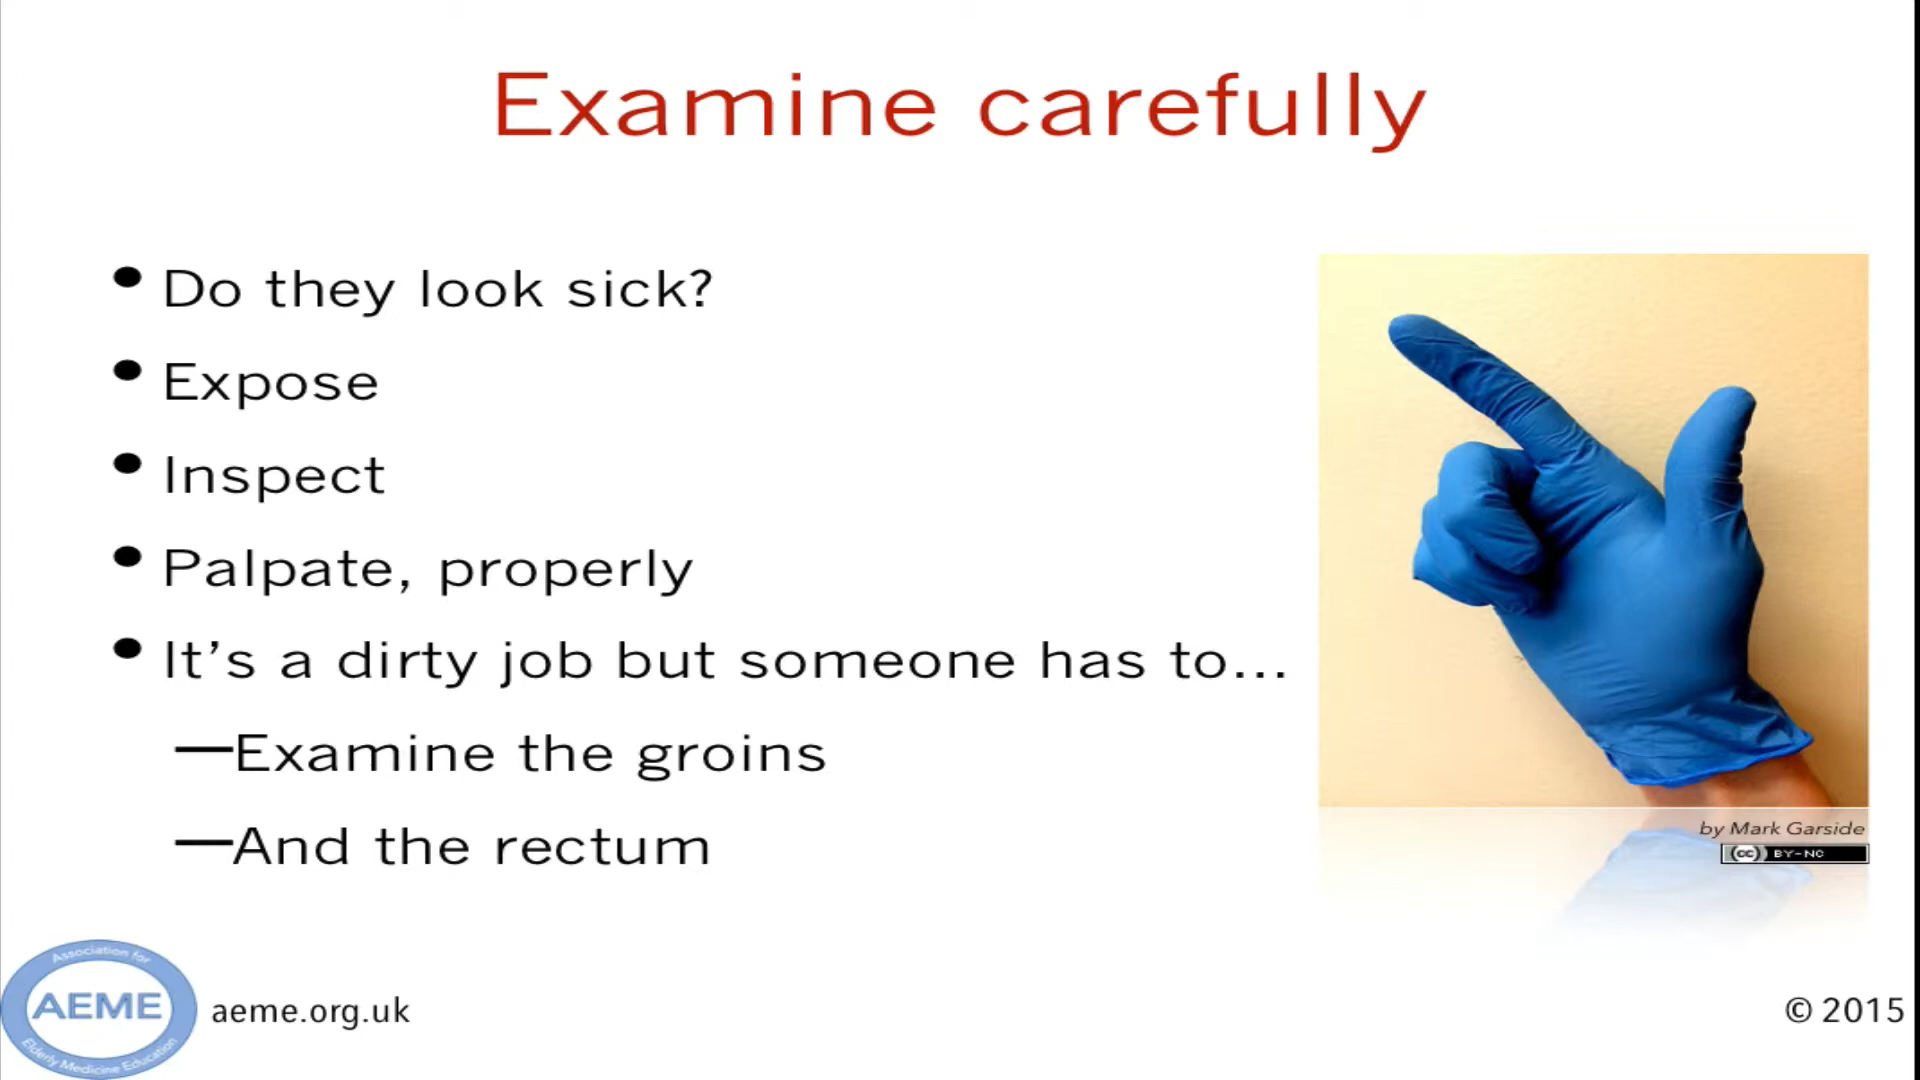 Examine carefully
• Do they look sick?
• Expose
• Inspect
• Palpate, properly
• It's a dirty job but someone has to...
—Examine the groins
—And the rectum
by Mark Garside
cc BY-NC
Association for
AEME
Elderly Medicine Education
aeme.org.uk
© 2015